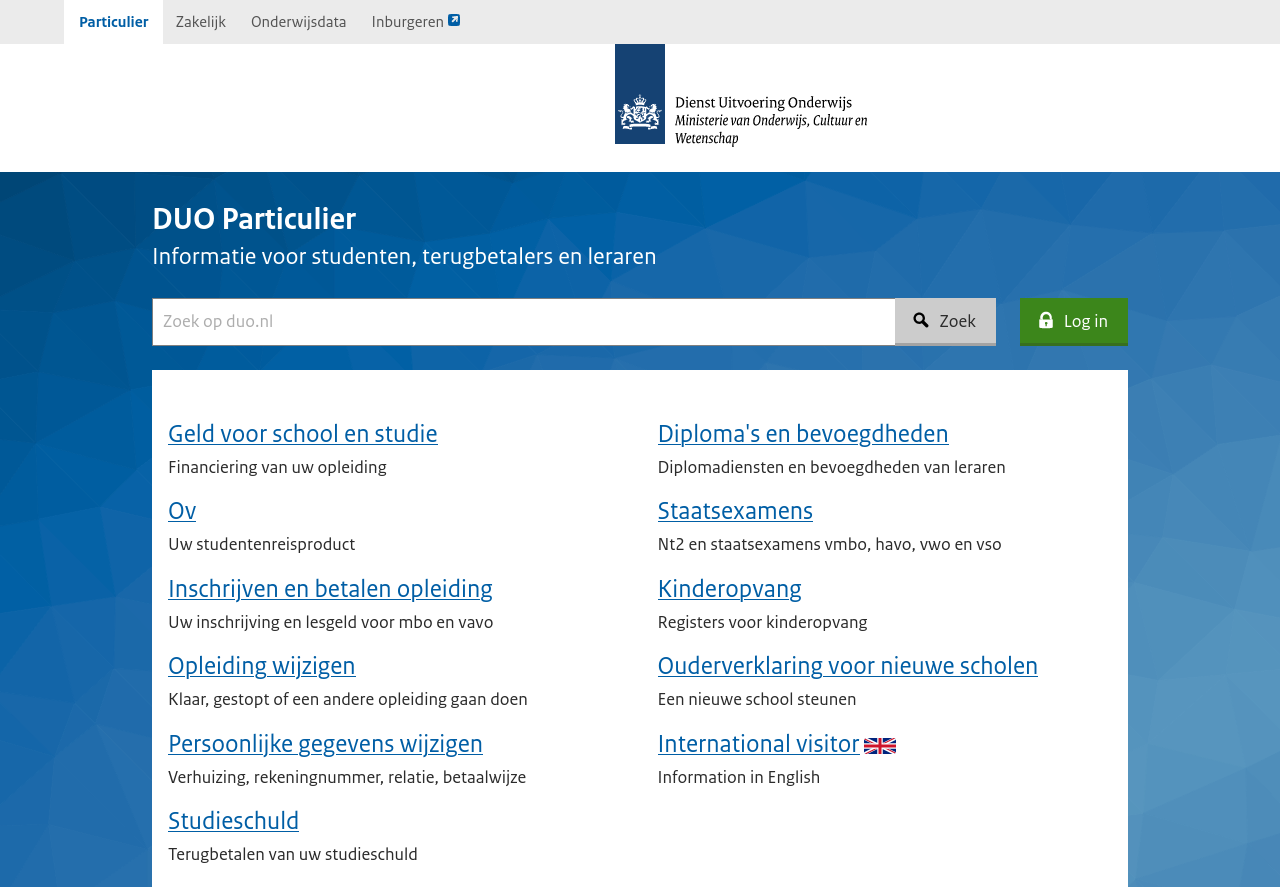 Particulier
Zakelijk
Onderwijsdata
Inburgeren
Dienst Uitvoering Onderwijs
Ministerie van Onderwijs, Cultuur en
Wetenschap
DUO Particulier
Informatie voor studenten, terugbetalers en leraren
Zoek op duo.nl
Zoek
Log in
Geld voor school en studie
Financiering van uw opleiding
Ov
Uw studentenreisproduct
Inschrijven en betalen opleiding
Uw inschrijving en lesgeld voor mbo en vavo
Opleiding wijzigen
Klaar, gestopt of een andere opleiding gaan doen
Persoonlijke gegevens wijzigen
Verhuizing, rekeningnummer, relatie, betaalwijze
Studieschuld
Terugbetalen van uw studieschuld
Diploma's en bevoegdheden
Diplomadiensten en bevoegdheden van leraren
Staatsexamens
Nt2 en staatsexamens vmbo, havo, vwo en vso
Kinderopvang
Registers voor kinderopvang
Ouderverklaring voor nieuwe scholen
Een nieuwe school steunen
International visitor
Information in English